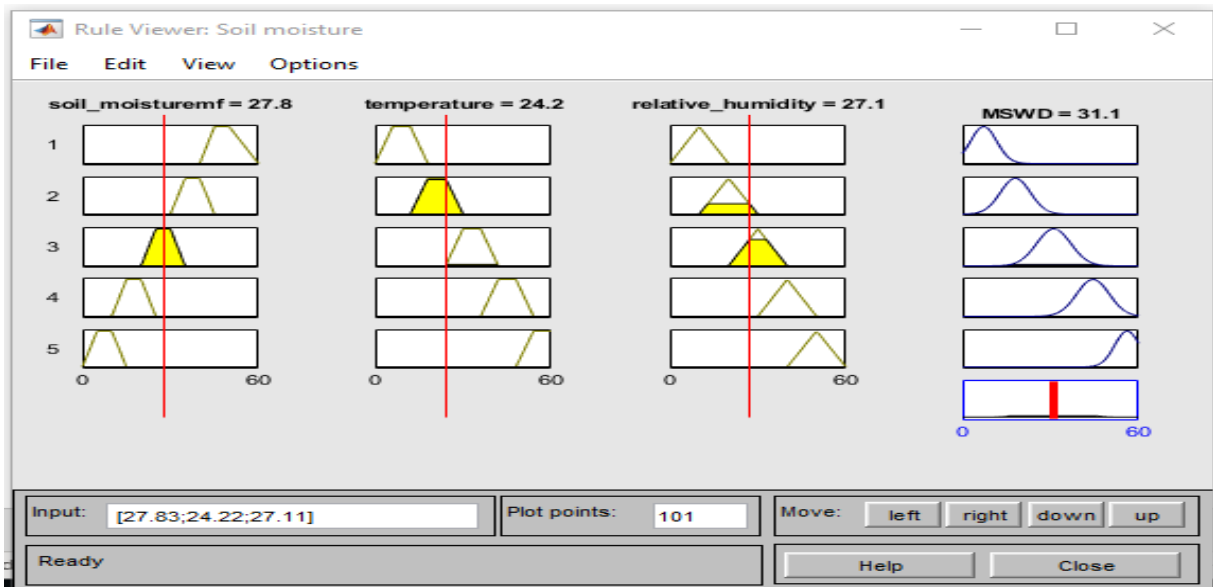 Rule Viewer: Soil moisture
File Edit View Options
soil_moisturemf = 27.8 temperature = 24.2 relative_humidity = 27.1 MSWD = 31.1
1
2
3
4
5
0 60 0 60 0 60
0 60
Input: [27.83;24.22;27.11] Plot points: 101 Move: left right down up
Ready Help Close